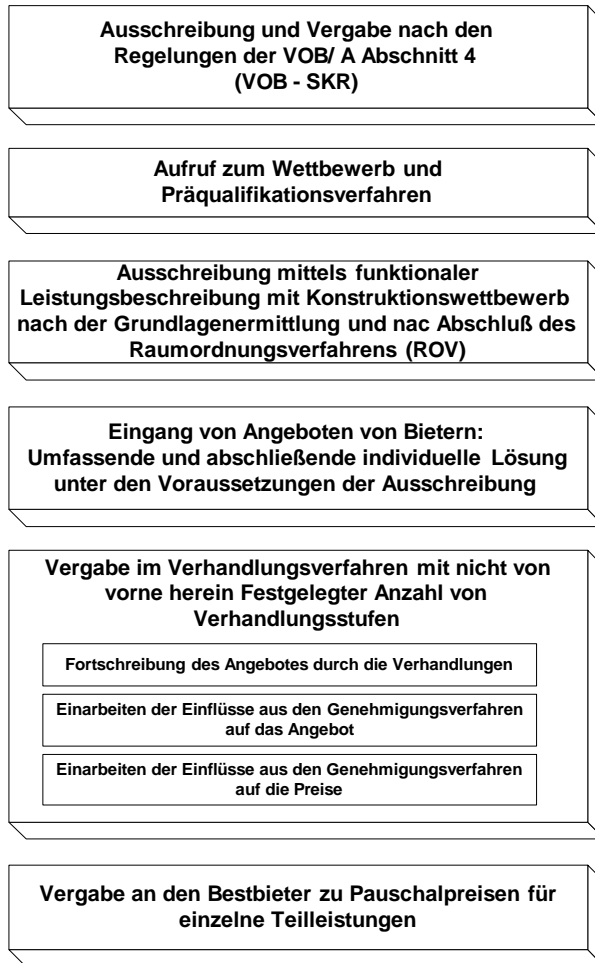 Ausschreibung und Vergabe nach den
Regelungen der VOB/ A Abschnitt 4
(VOB - SKR)
Aufruf zum Wettbewerb und
Präqualifikationsverfahren
Ausschreibung mittels funktionaler
Leistungsbeschreibung mit Konstruktionswettbewerb
nach der Grundlagenermittlung und nac Abschluß des
Raumordnungsverfahrens (ROV)
Eingang von Angeboten von Bietern:
Umfassende und abschließende individuelle Lösung
unter den Voraussetzungen der Ausschreibung
Vergabe im Verhandlungsverfahren mit nicht von
vorne herein Festgelegter Anzahl von
Verhandlungsstufen
Fortschreibung des Angebotes durch die Verhandlungen
Einarbeiten der Einflüsse aus den Genehmigungsverfahren
auf das Angebot
Einarbeiten der Einflüsse aus den Genehmigungsverfahren
auf die Preise
Vergabe an den Bestbieter zu Pauschalpreisen für
einzelne Teilleistungen